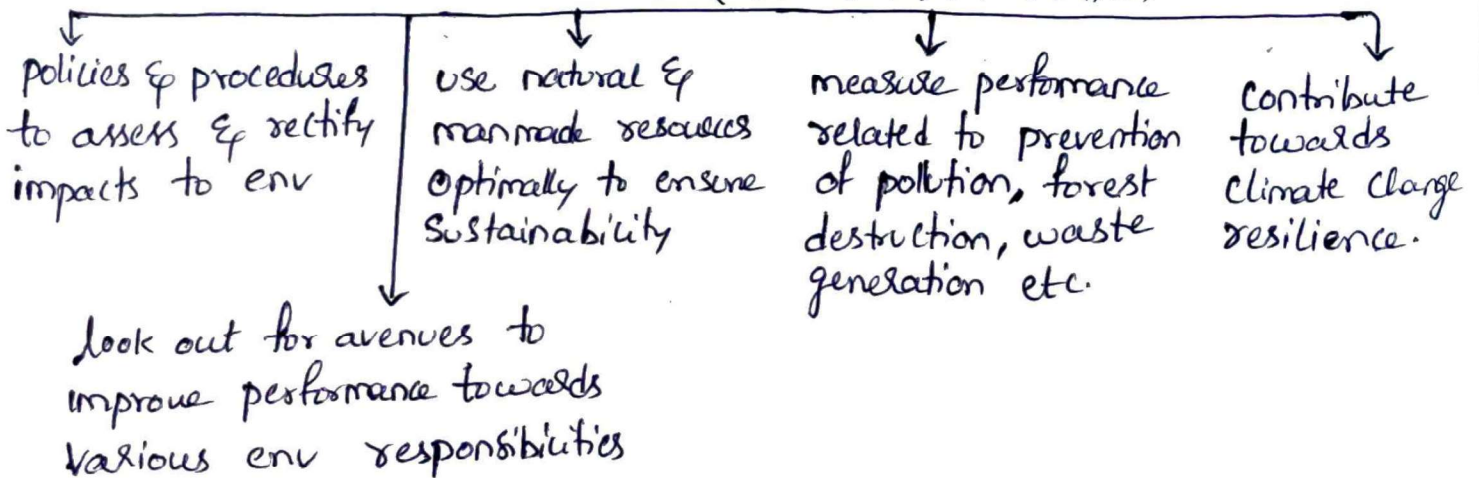 policies & procedures
to assess & rectify
impacts to env
use natural &
manmade resources
optimally to ensure
sustainability
measure performance
related to prevention
of pollution, forest
destruction, waste
generation etc.
contribute
towards
climate change
resilience.
look out for avenues to
improve performance towards
various env responsibilities